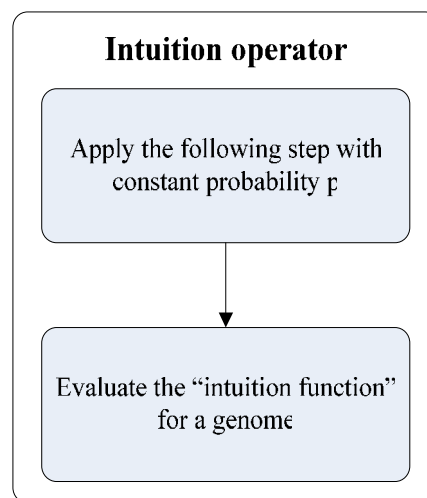 Intuition operator
Apply the following step with
constant probability p
Evaluate the “intuition function”
for a genome